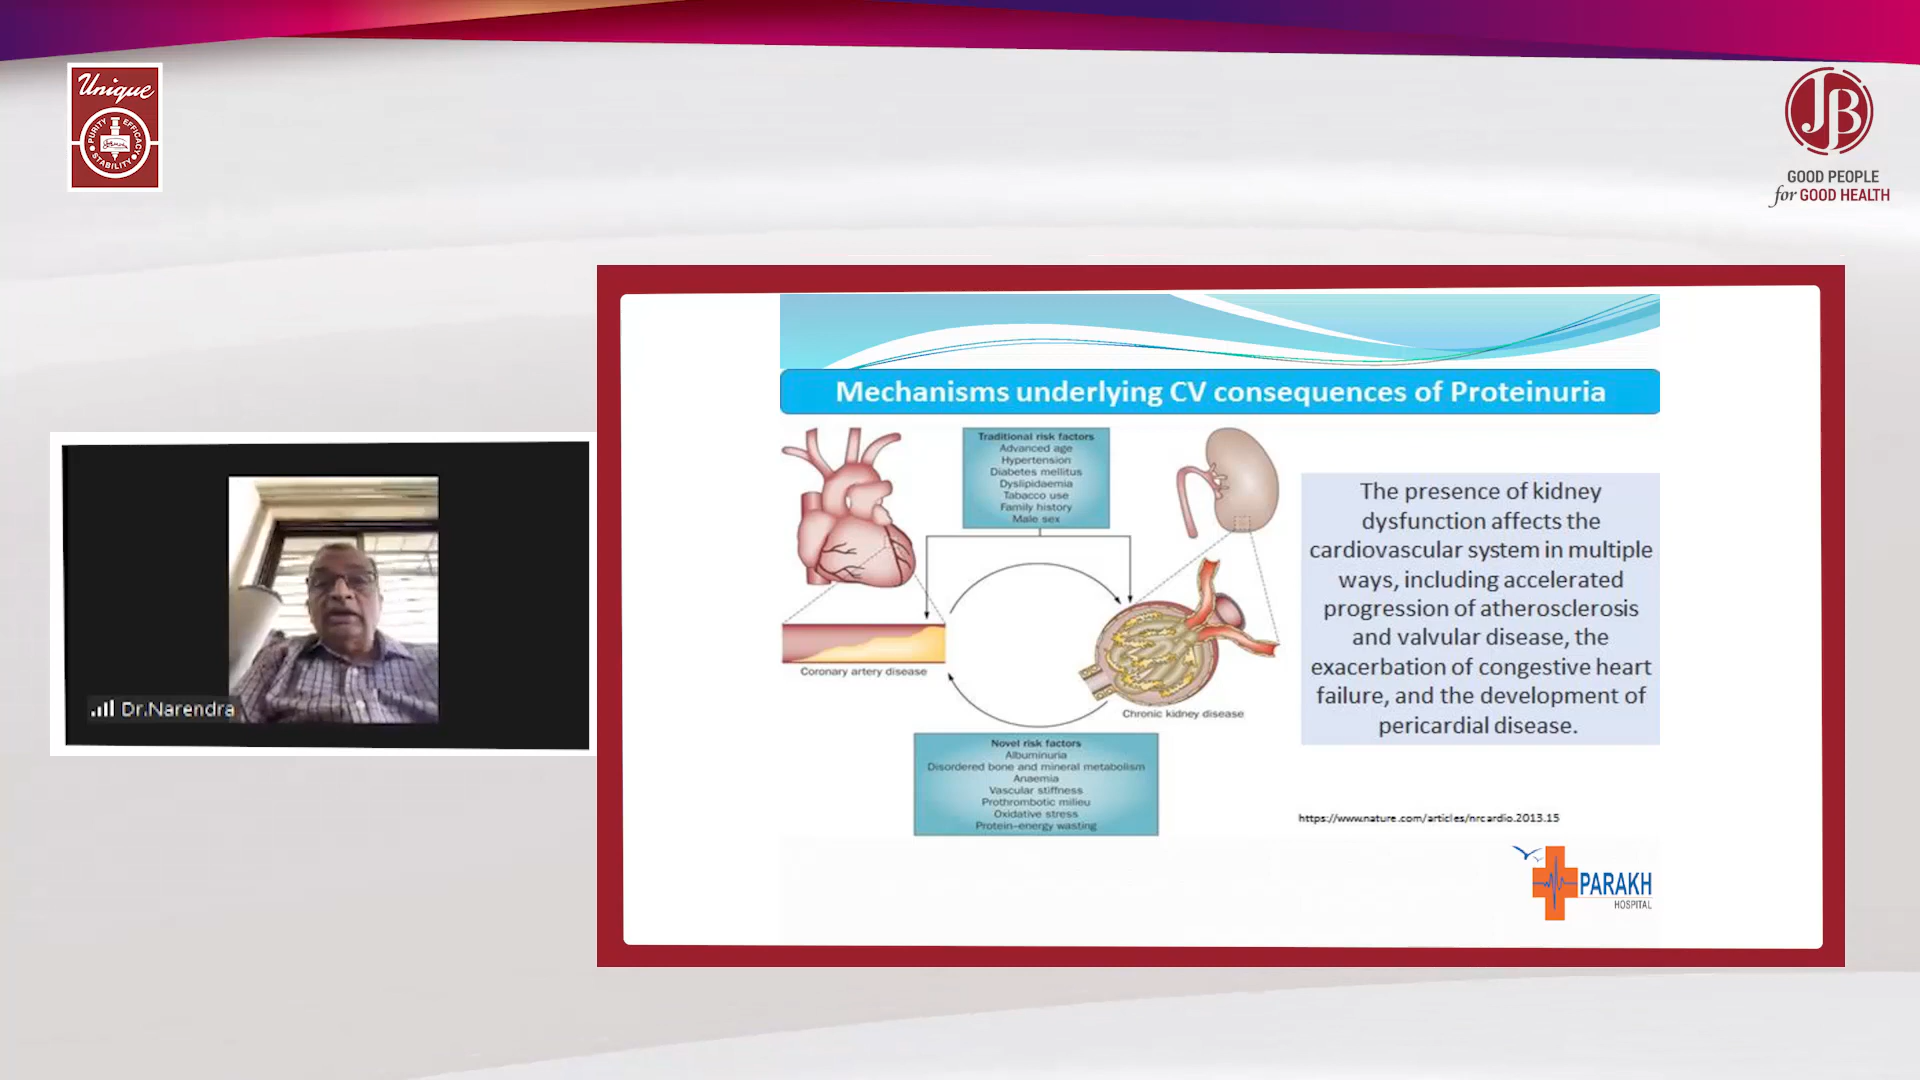 Unique
PURITY EFFICACY
STABILITY
JB
GOOD PEOPLE
for GOOD HEALTH
Dr.Narendra
Mechanisms underlying CV consequences of Proteinuria
Traditional risk factors
Advanced age
Hypertension
Diabetes mellitus
Dyslipidaemia
Tabacco use
Family history
Male sex
Coronary artery disease
Chronic kidney disease
Novel risk factors
Albuminuria
Disordered bone and mineral metabolism
Anaemia
Vascular stiffness
Prothrombotic milieu
Oxidative stress
Protein–energy wasting
The presence of kidney
dysfunction affects the
cardiovascular system in multiple
ways, including accelerated
progression of atherosclerosis
and valvular disease, the
exacerbation of congestive heart
failure, and the development of
pericardial disease.
https://www.nature.com/articles/nrcardio.2013.15
PARAKH
HOSPITAL